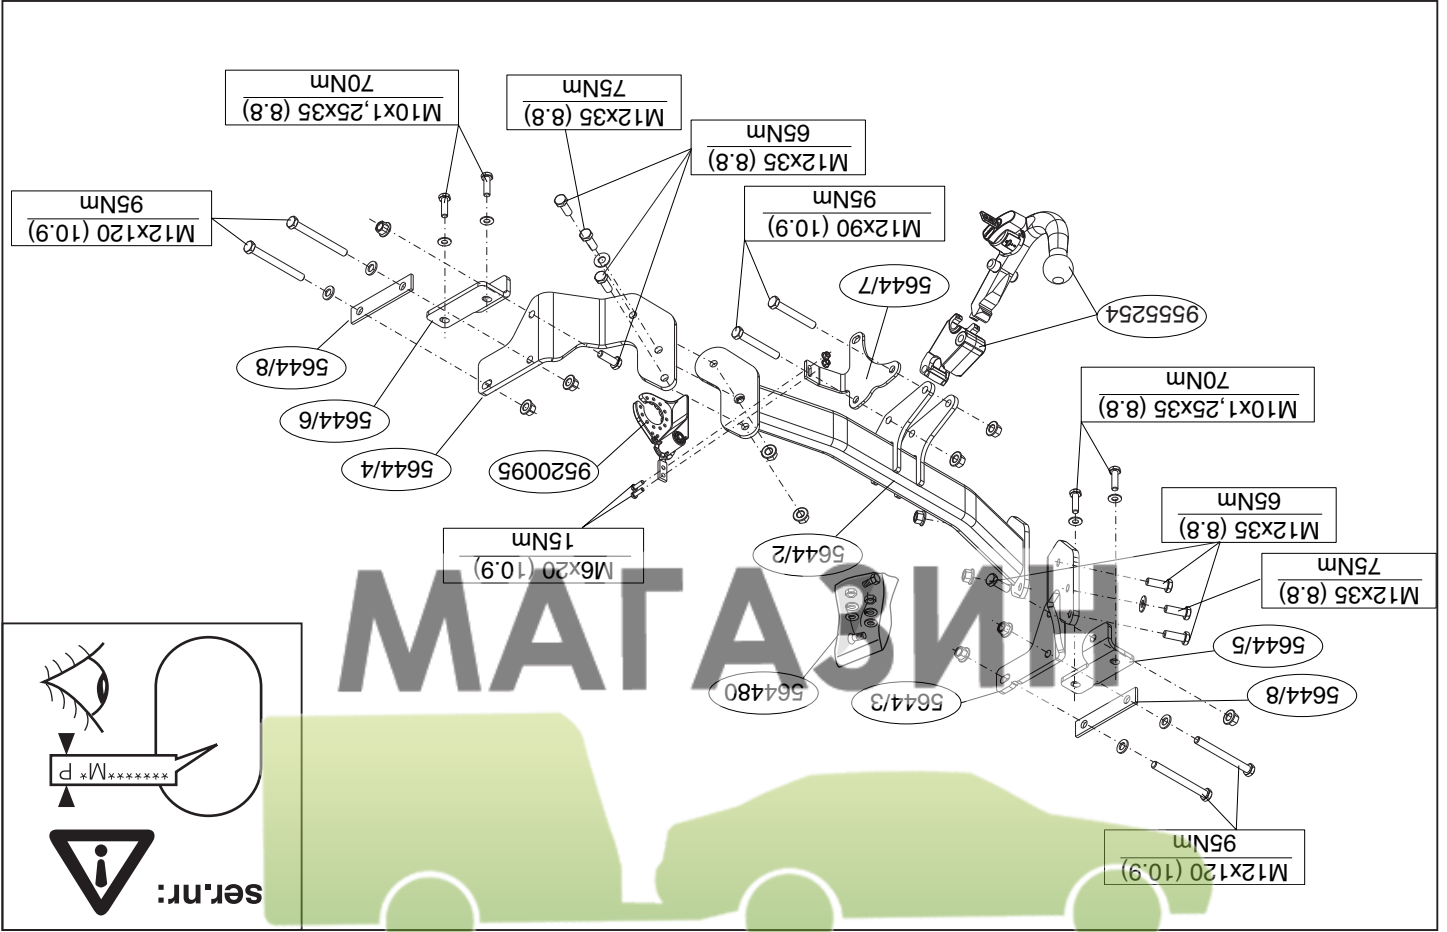 M10x1,25x35 (8.8)
70Nm
M12x35 (8.8)
75Nm
M12x35 (8.8)
65Nm
M12x120 (10.9)
95Nm
M12x90 (10.9)
95Nm
5644/7
9555254
5644/8
M10x1,25x35 (8.8)
70Nm
5644/6
5644/4
9520095
M12x35 (8.8)
65Nm
M6x20 (10.9)
15Nm
5644/2
M12x35 (8.8)
75Nm
МАГАЗИН
5644/5
564480
5644/3
5644/8
*******M* P
M12x120 (10.9)
95Nm
ser.nr: